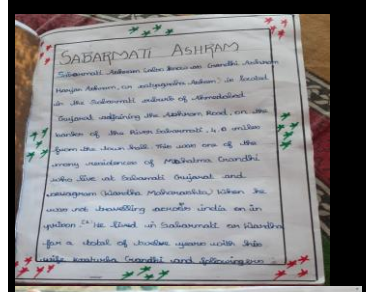 SABARMATI ASHRAM
Sabarmati Ashram (also known as Gandhi Ashram
Harijan Ashram, or satyagraha Ashram) is located
in the Sabarmati suburb of Ahmedabad
Gujarat adjoining the Ashram Road, on the
banks of the River Sabarmati, 4.0 miles
from the town hall. This was one of the
many residences of Mahatma Gandhi
who live at Sabarmati Gujarat and
sevagram (Wardha Maharashtra) when he
was not travelling across india or in
prison. He lived in Sabarmati or Wardha
for a total of twelve years with his
wife kasturba Gandhi and followers